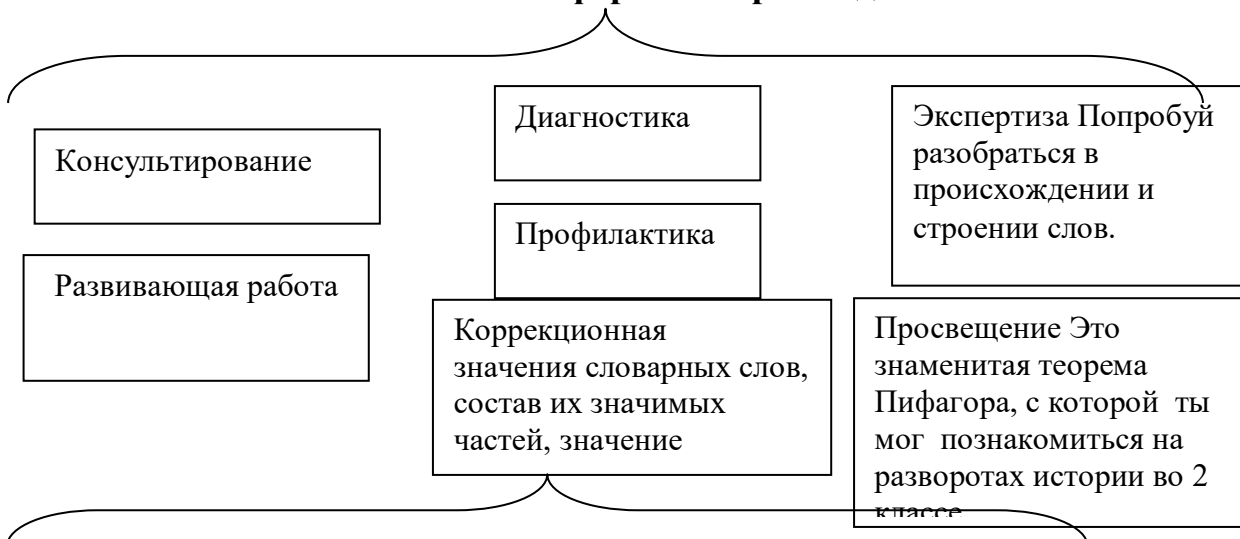 Консультирование
Развивающая работа
Диагностика
Профилактика
Коррекционная
значения словарных слов,
состав их значимых
частей, значение
Экспертиза Попробуй
разобраться в
происхождении и
строении слов.
Просвещение Это
знаменитая теорема
Пифагора, с которой ты
мог познакомиться на
разворотах истории во 2
классе